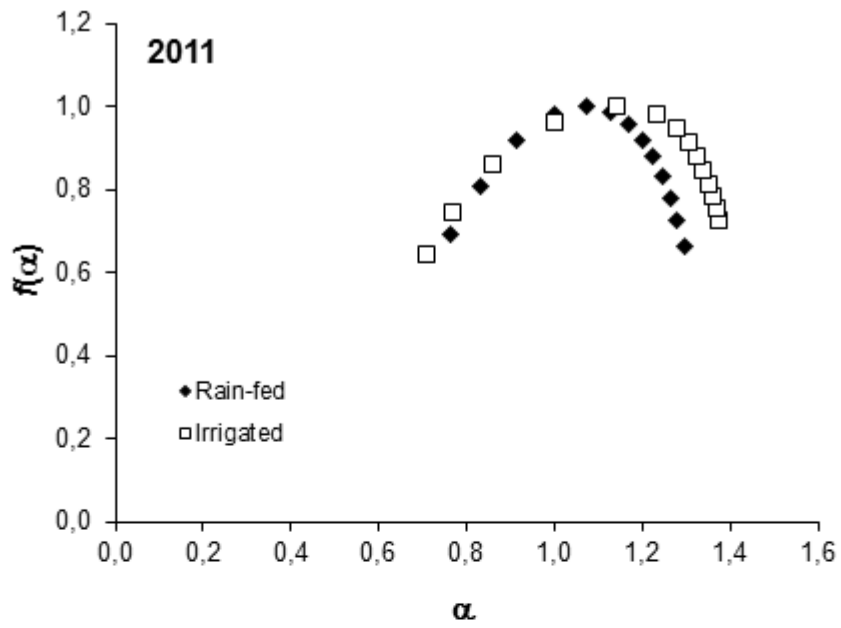 1,2
2011
1,0
0,8
f(α)
0,6
0,4
◆ Rain-fed
□ Irrigated
0,2
0,0
0,0 0,2 0,4 0,6 0,8 1,0 1,2 1,4 1,6
α